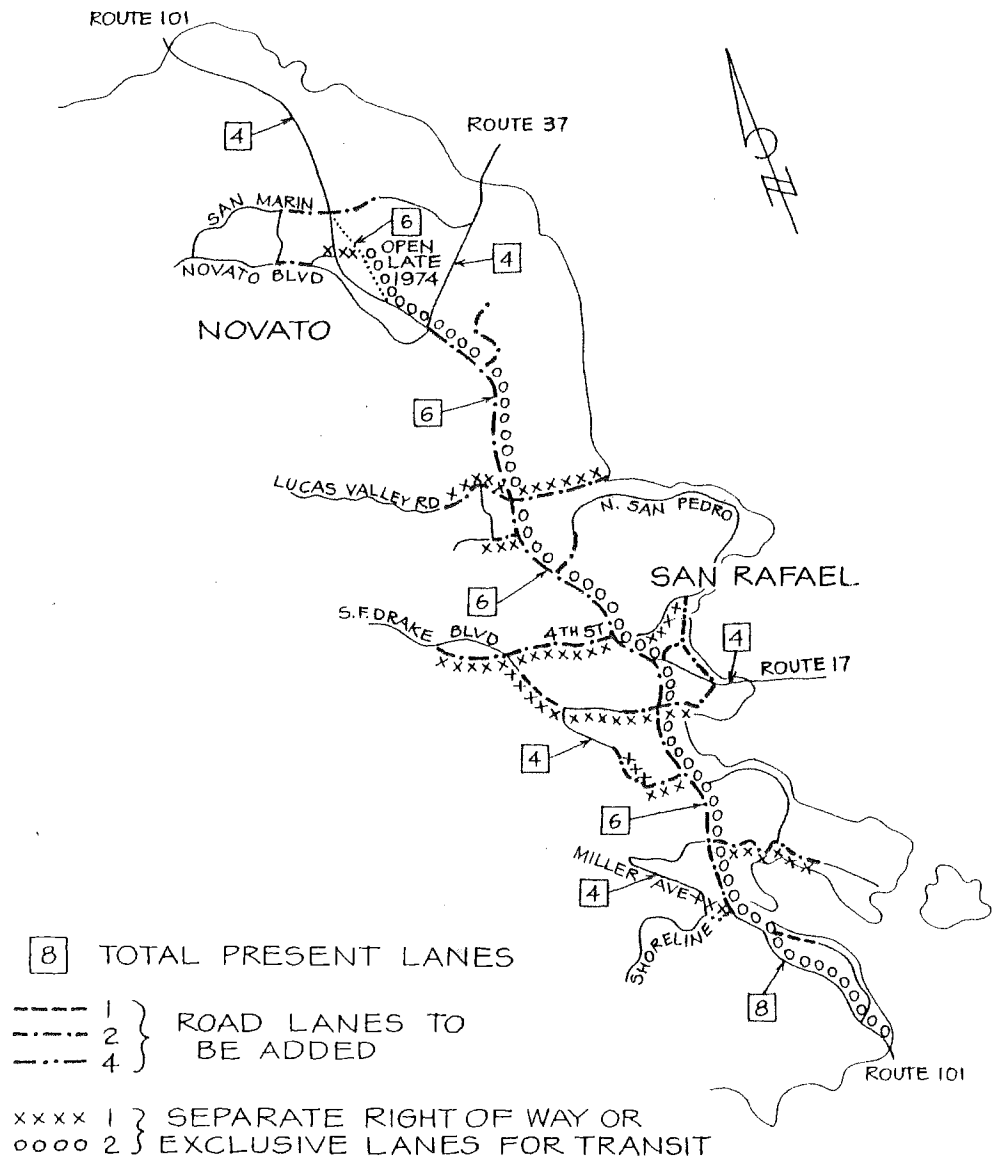 ROUTE 101
4
ROUTE 37
N
SAN MARIN
6
OPEN
LATE
1974
4
NOVATO BLVD
NOVATO
6
LUCAS VALLEY RD
N. SAN PEDRO
SAN RAFAEL
6
S.F. DRAKE BLVD
4TH ST
4
ROUTE 17
4
6
MILLER AVE
4
SHORELINE
8
ROUTE 101
8 TOTAL PRESENT LANES
1
2
4
ROAD LANES TO
BE ADDED
xxxx 1
oooo 2
SEPARATE RIGHT OF WAY OR
EXCLUSIVE LANES FOR TRANSIT